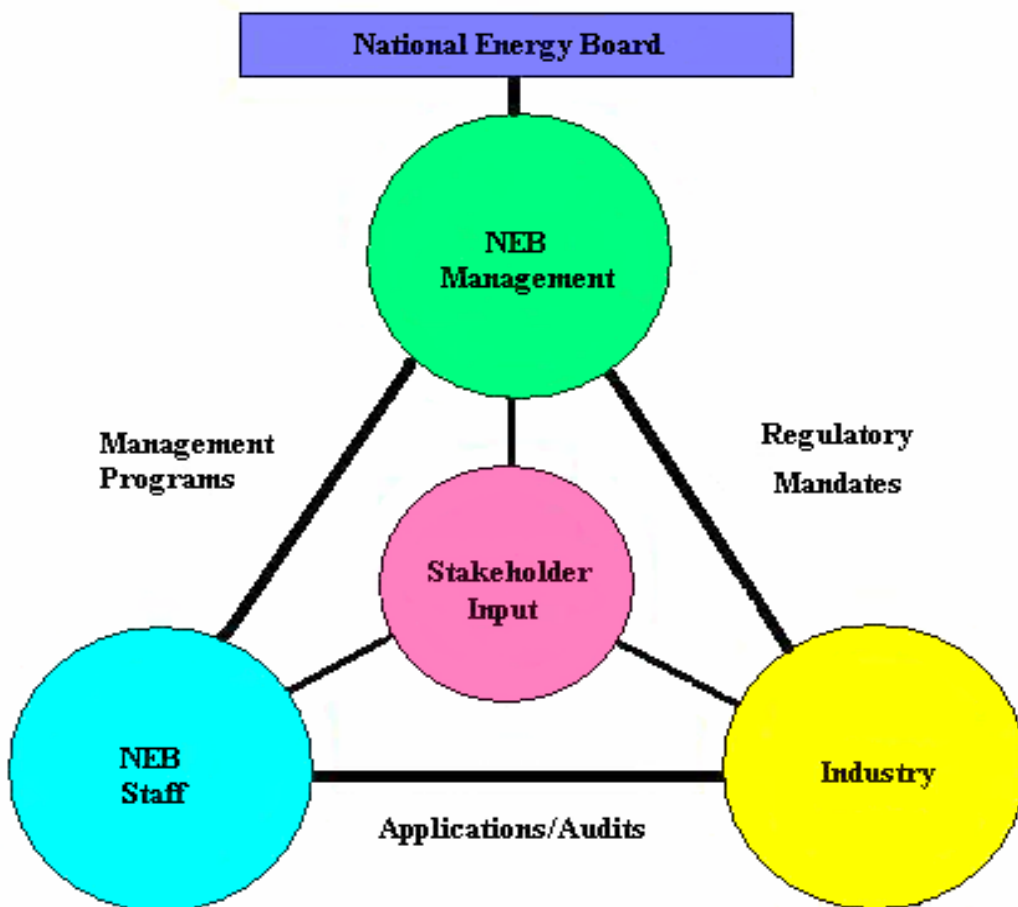 National Energy Board
NEB
Management
Management
Programs
Regulatory
Mandates
Stakeholder
Input
NEB
Staff
Industry
Applications/Audits